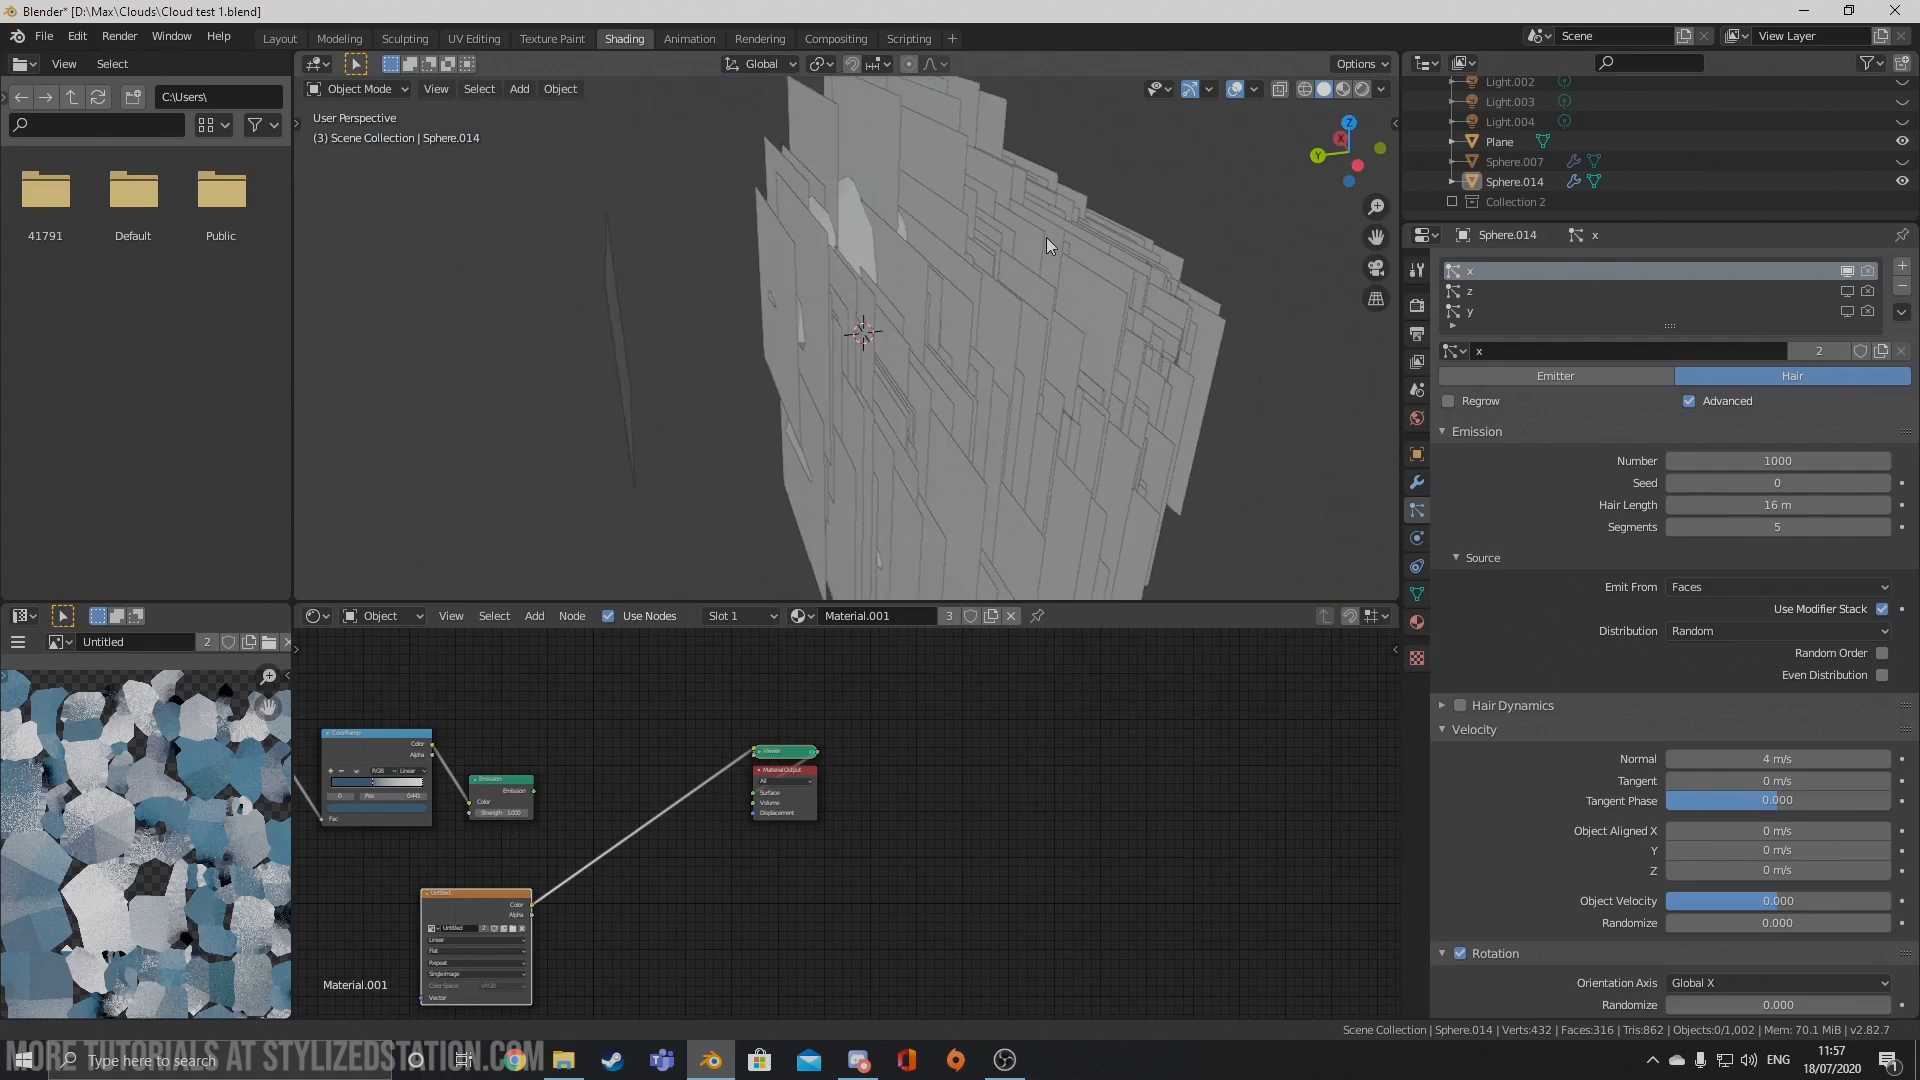 Blender* [D:\Max\Clouds\Cloud test 1.blend]
File Edit Render Window Help
Layout Modeling Sculpting UV Editing Texture Paint Shading Animation Rendering Compositing Scripting
Scene View Layer
View Select
Global Options
C:\Users\
Object Mode View Select Add Object
41791 Default Public
User Perspective
(3) Scene Collection | Sphere.014
Z
X
Y
Light.002
Light.003
Light.004
Plane
Sphere.007
Sphere.014
Collection 2
Sphere.014 x
x
z
y
x 2
Emitter Hair
Regrow Advanced
Emission
Number 1000
Seed 0
Hair Length 16 m
Segments 5
Source
Emit From Faces
Use Modifier Stack
Distribution Random
Random Order
Even Distribution
Hair Dynamics
Velocity
Normal 4 m/s
Tangent 0 m/s
Tangent Phase 0.000
Object Aligned X 0 m/s
Y 0 m/s
Z 0 m/s
Object Velocity 0.000
Randomize 0.000
Rotation
Orientation Axis Global X
Randomize 0.000
Untitled 2
Object View Select Add Node Use Nodes Slot 1 Material.001 3
ColorRamp
Color
Alpha
RGB Linear
0 Pos 0.441
Fac
Emission
Emission
Color
Strength 1.000
Viewer
Material Output
All
Surface
Volume
Displacement
Untitled
Color
Alpha
Untitled 2
Linear
Flat
Repeat
Single Image
Color Space sRGB
Vector
Material.001
Scene Collection | Sphere.014 | Verts:432 | Faces:316 | Tris:862 | Objects:0/1,002 | Mem: 70.1 MiB | v2.82.7
MORE TUTORIALS AT STYLIZEDSTATION.COM
Type here to search
ENG
11:57
18/07/2020
1